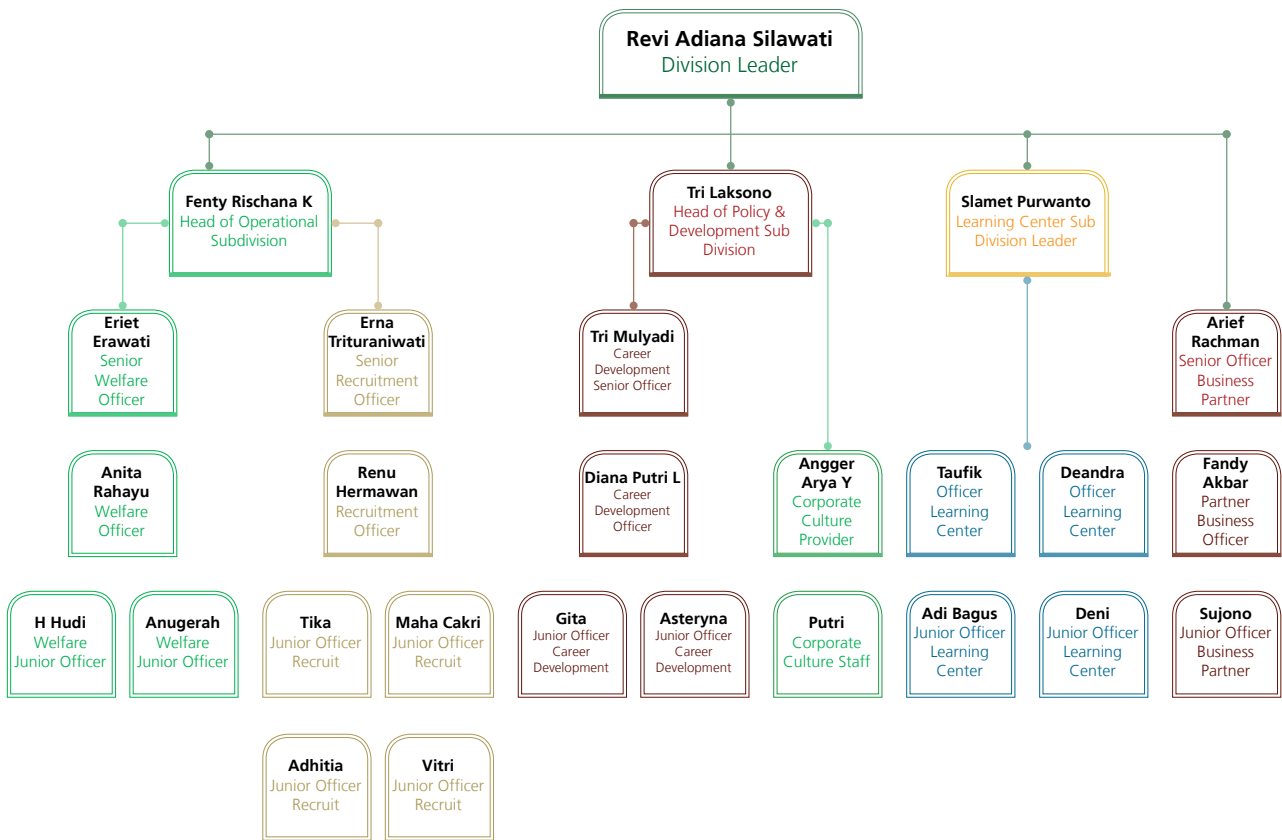 Revi Adiana Silawati
Division Leader
Fenty Rischana K
Head of Operational
Subdivision
Tri Laksono
Head of Policy &
Development Sub
Division
Slamet Purwanto
Learning Center Sub
Division Leader
Eriet
Erawati
Senior
Welfare
Officer
Erna
Trituraniwati
Senior
Recruitment
Officer
Tri Mulyadi
Career
Development
Senior Officer
Arief
Rachman
Senior Officer
Business
Partner
Anita
Rahayu
Welfare
Officer
Renu
Hermawan
Recruitment
Officer
Diana Putri L
Career
Development
Officer
Angger
Arya Y
Corporate
Culture
Provider
Taufik
Officer
Learning
Center
Deandra
Officer
Learning
Center
Fandy
Akbar
Partner
Business
Officer
H Hudi
Welfare
Junior Officer
Anugerah
Welfare
Junior Officer
Tika
Junior Officer
Recruit
Maha Cakri
Junior Officer
Recruit
Gita
Junior Officer
Career
Development
Asteryna
Junior Officer
Career
Development
Putri
Corporate
Culture Staff
Adi Bagus
Junior Officer
Learning
Center
Deni
Junior Officer
Learning
Center
Sujono
Junior Officer
Business
Partner
Adhitia
Junior Officer
Recruit
Vitri
Junior Officer
Recruit